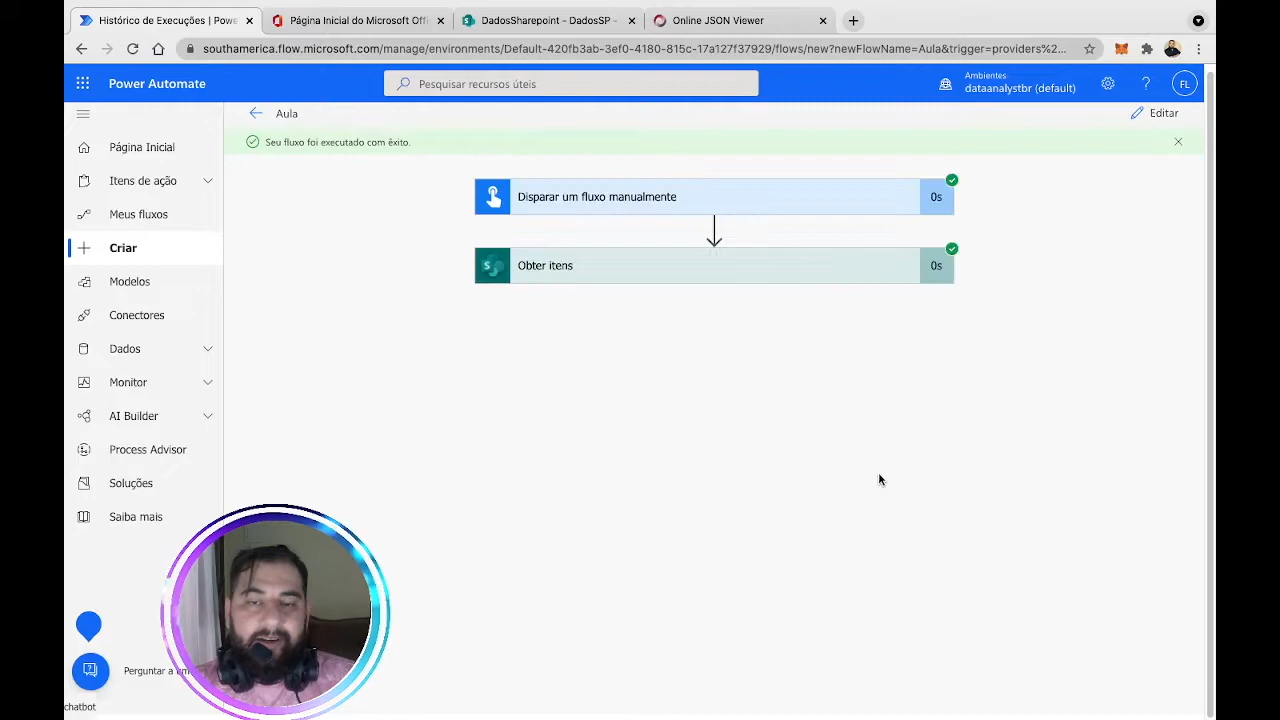 Histórico de Execuções | Powe
Página Inicial do Microsoft Offi
DadosSharepoint - DadosSP -
Online JSON Viewer
southamerica.flow.microsoft.com/manage/environments/Default-420fb3ab-3ef0-4180-815c-17a127f37929/flows/new?newFlowName=Aula&trigger=providers%2...
Power Automate
Pesquisar recursos úteis
Ambientes
dataanalystbr (default)
FL
Aula
Editar
Seu fluxo foi executado com êxito.
Página Inicial
Itens de ação
Meus fluxos
Criar
Modelos
Conectores
Dados
Monitor
AI Builder
Process Advisor
Soluções
Saiba mais
Disparar um fluxo manualmente
0s
Obter itens
0s
Perguntar a
chatbot